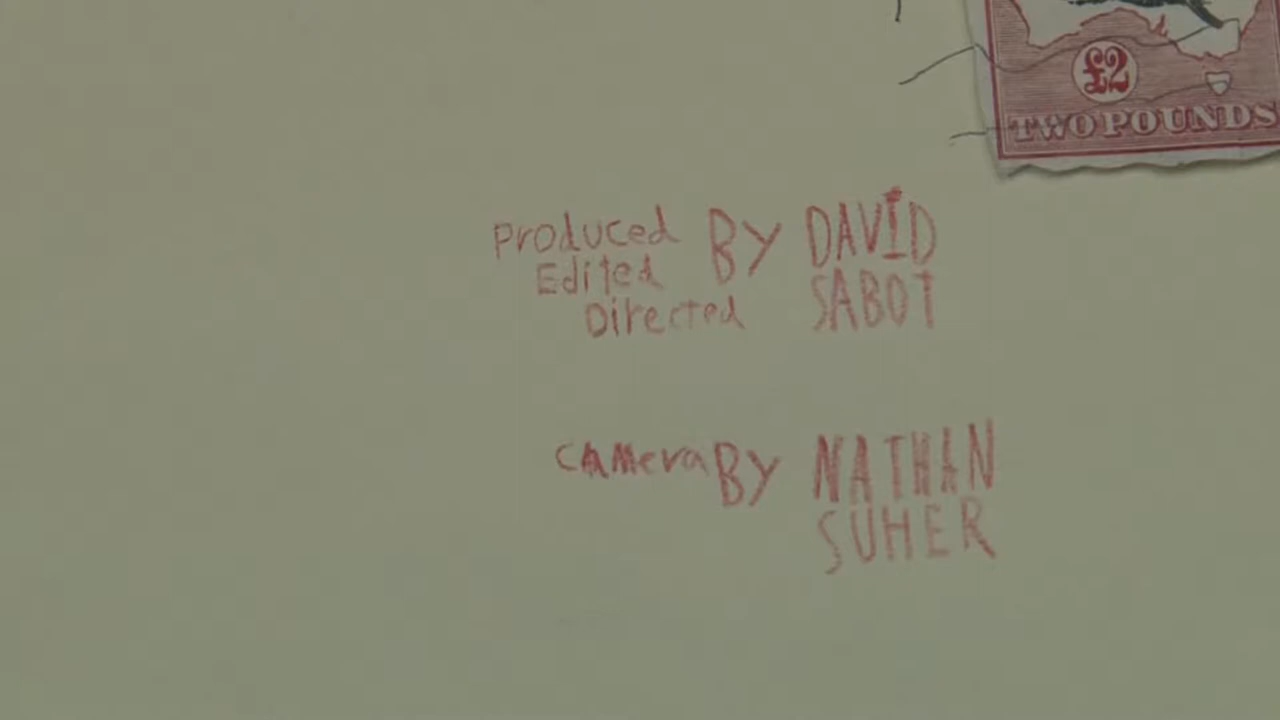 £2
TWO POUNDS
Produced BY DAVID
Edited SABOT
Directed
CAMera BY NATHAN
SUHER